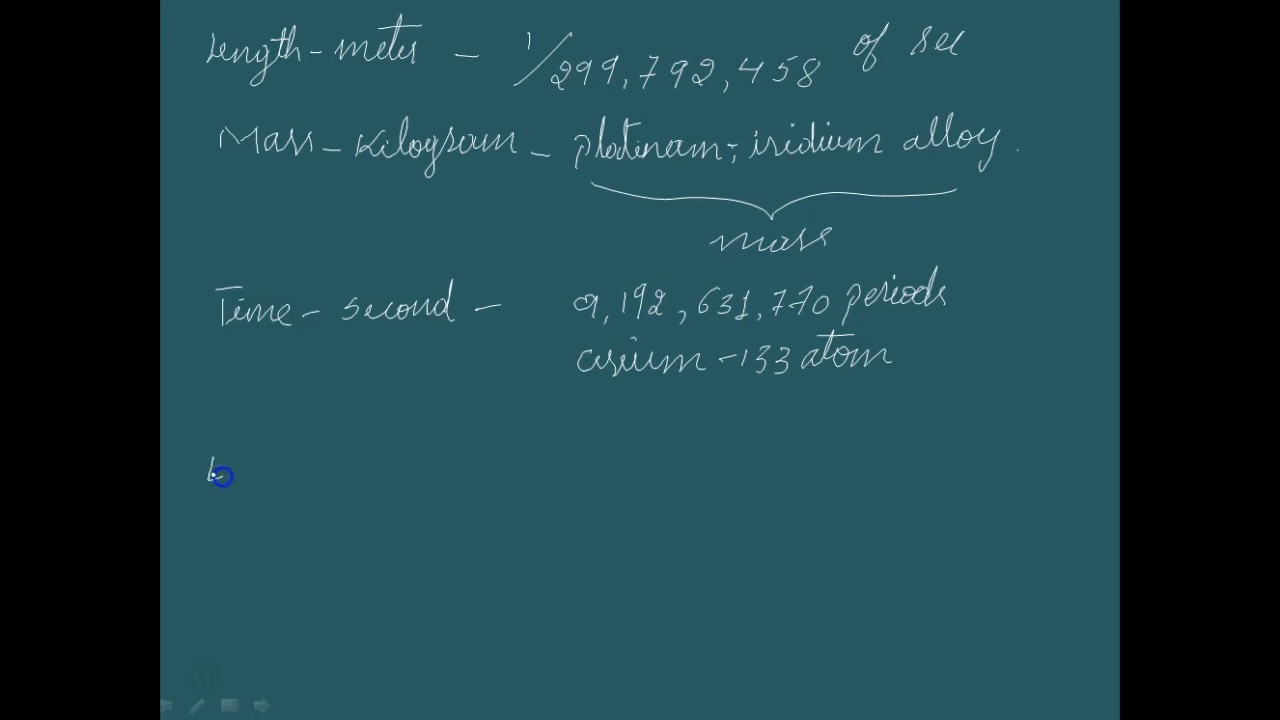 Length - meter - 1/299,792,458 of sec
Mass - Kilogram - platinam - iridium alloy.
mass
Time - second - 9,192,631,770 periods
cesium - 133 atom